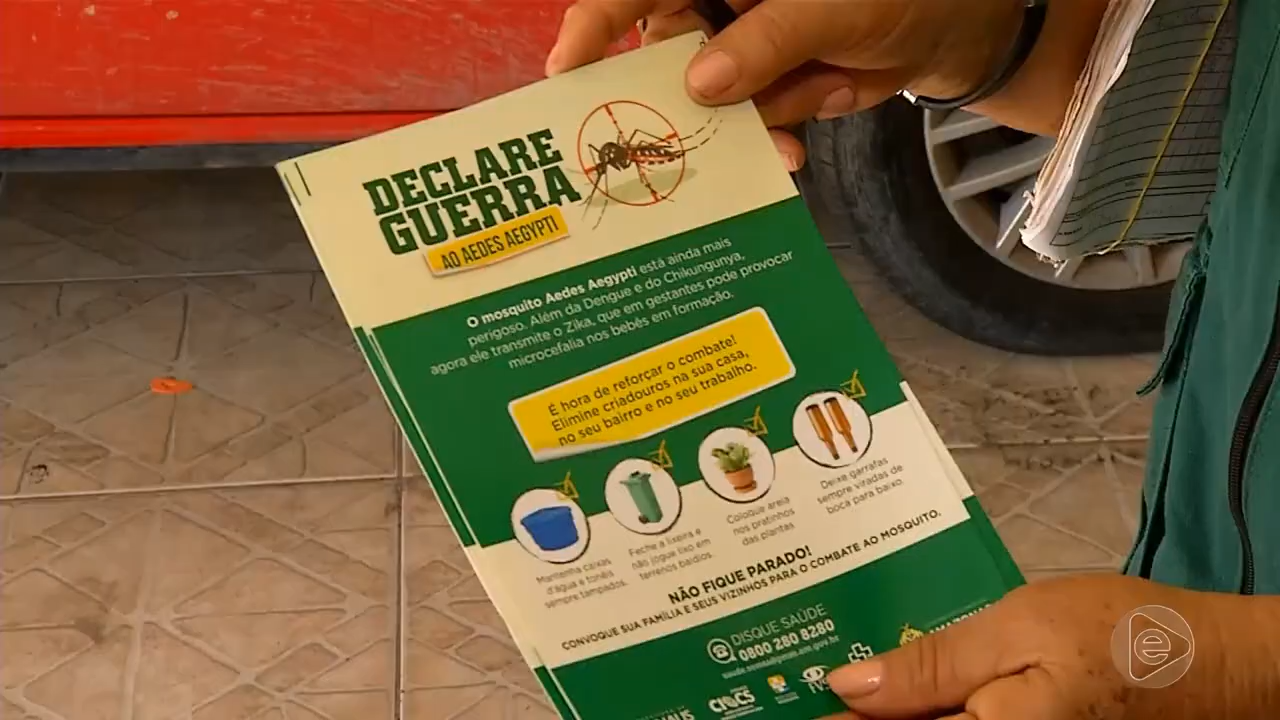 DECLARE
GUERRA
AO AEDES AEGYPTI
O mosquito Aedes Aegypti está ainda mais
perigoso. Além da Dengue e do Chikungunya,
agora ele transmite o Zika, que em gestantes pode provocar
microcefalia nos bebês em formação.
É hora de reforçar o combate!
Elimine criadouros na sua casa,
no seu bairro e no seu trabalho.
Mantenha caixas
d'água e tonéis
sempre tampados.
Feche a lixeira e
não jogue lixo em
terrenos baldios.
Coloque areia
nos pratinhos
das plantas
Deixe garrafas
sempre viradas de
boca para baixo.
NÃO FIQUE PARADO!
CONVOQUE SUA FAMÍLIA E SEUS VIZINHOS PARA O COMBATE AO MOSQUITO.
DISQUE SAÚDE
0800 280 8280
AMAZONAS
e